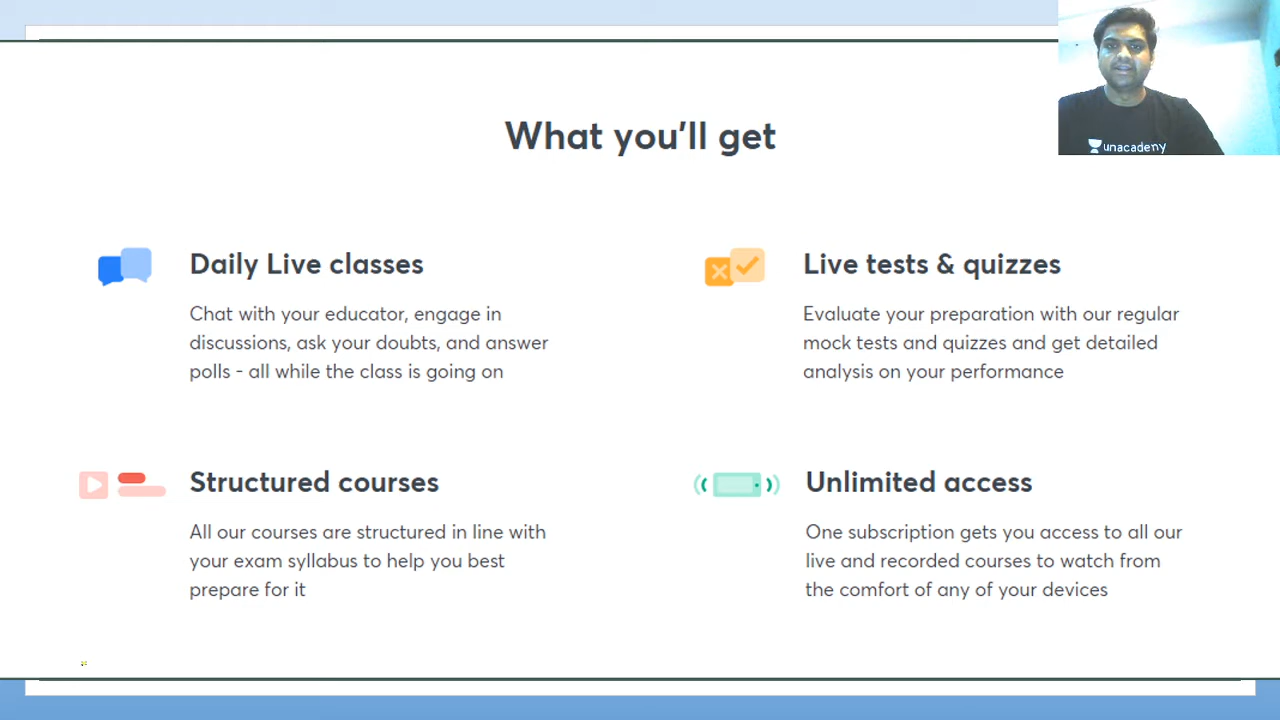 What you'll get
unacademy
Daily Live classes
Chat with your educator, engage in
discussions, ask your doubts, and answer
polls - all while the class is going on
Live tests & quizzes
Evaluate your preparation with our regular
mock tests and quizzes and get detailed
analysis on your performance
Structured courses
All our courses are structured in line with
your exam syllabus to help you best
prepare for it
Unlimited access
One subscription gets you access to all our
live and recorded courses to watch from
the comfort of any of your devices